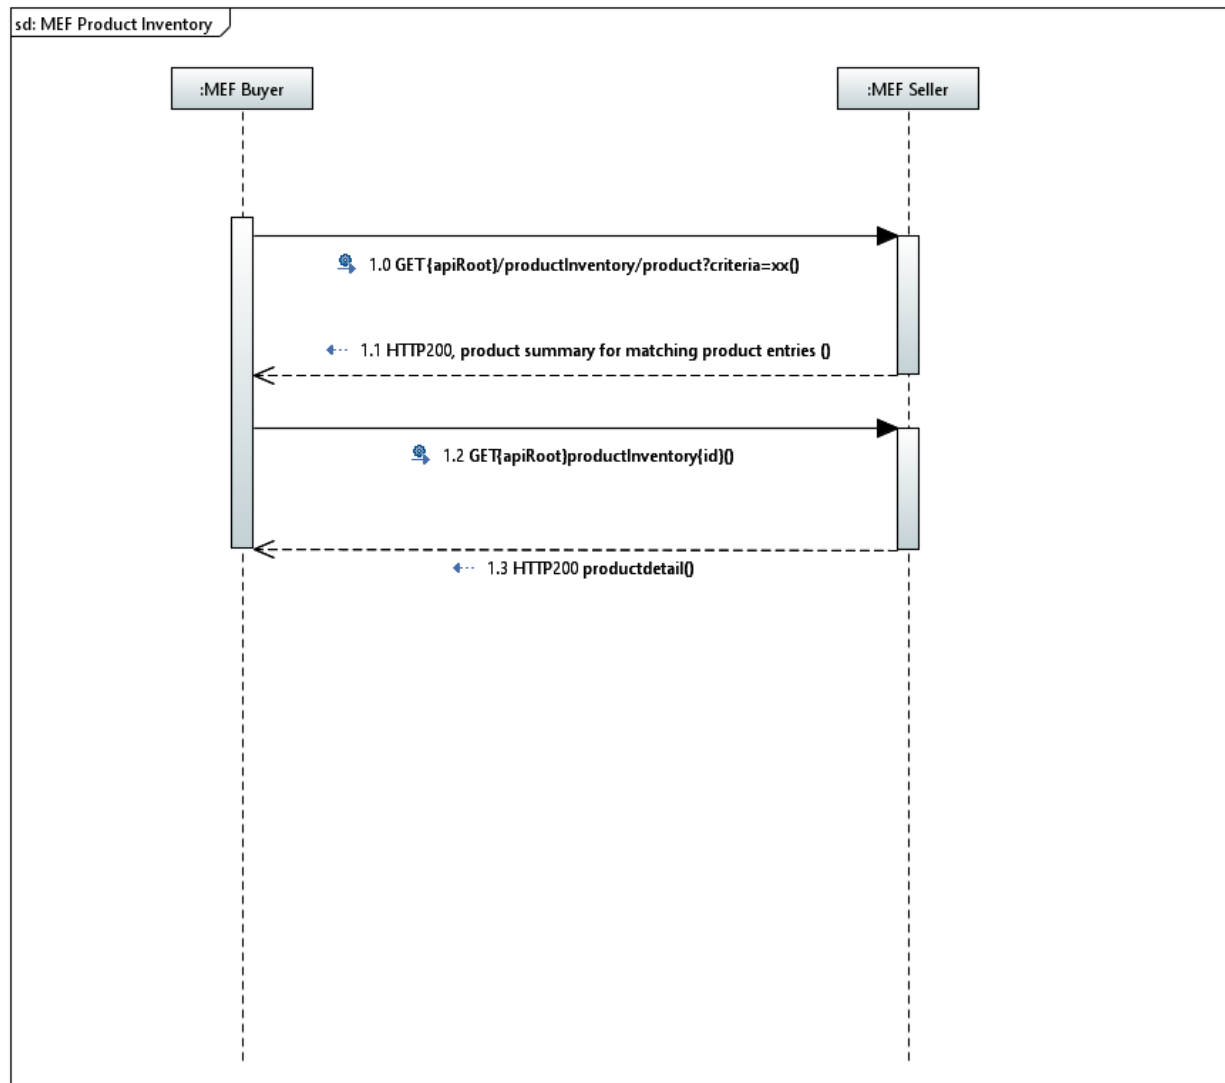 sd: MEF Product Inventory
:MEF Buyer
:MEF Seller
1.0 GET{apiRoot}/productInventory/product?criteria=xx()
1.1 HTTP200, product summary for matching product entries ()
1.2 GET{apiRoot}productInventory{id}()
1.3 HTTP200 productdetail()